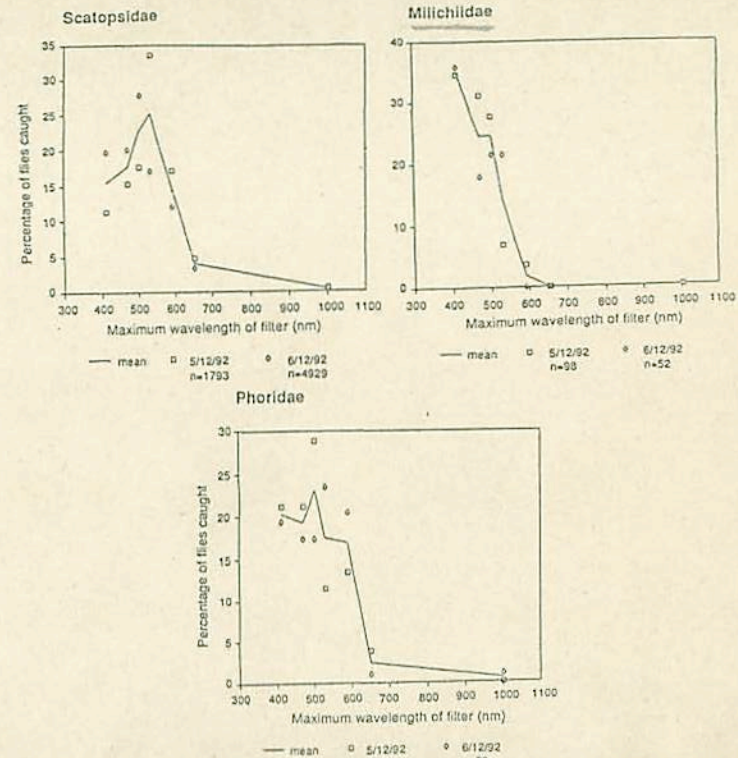 Scatopsidae
35
30
25
20
15
10
5
0
Percentage of flies caught
300 400 500 600 700 800 900 1000 1100
Maximum wavelength of filter (nm)
mean 5/12/92 6/12/92
n=1793 n=4929
Milichiidae
40
30
20
10
0
Percentage of flies caught
300 400 500 600 700 800 900 1000 1100
Maximum wavelength of filter (nm)
mean 5/12/92 6/12/92
n=98 n=52
Phoridae
30
25
20
15
10
5
0
Percentage of flies caught
300 400 500 600 700 800 900 1000 1100
Maximum wavelength of filter (nm)
mean 5/12/92 6/12/92